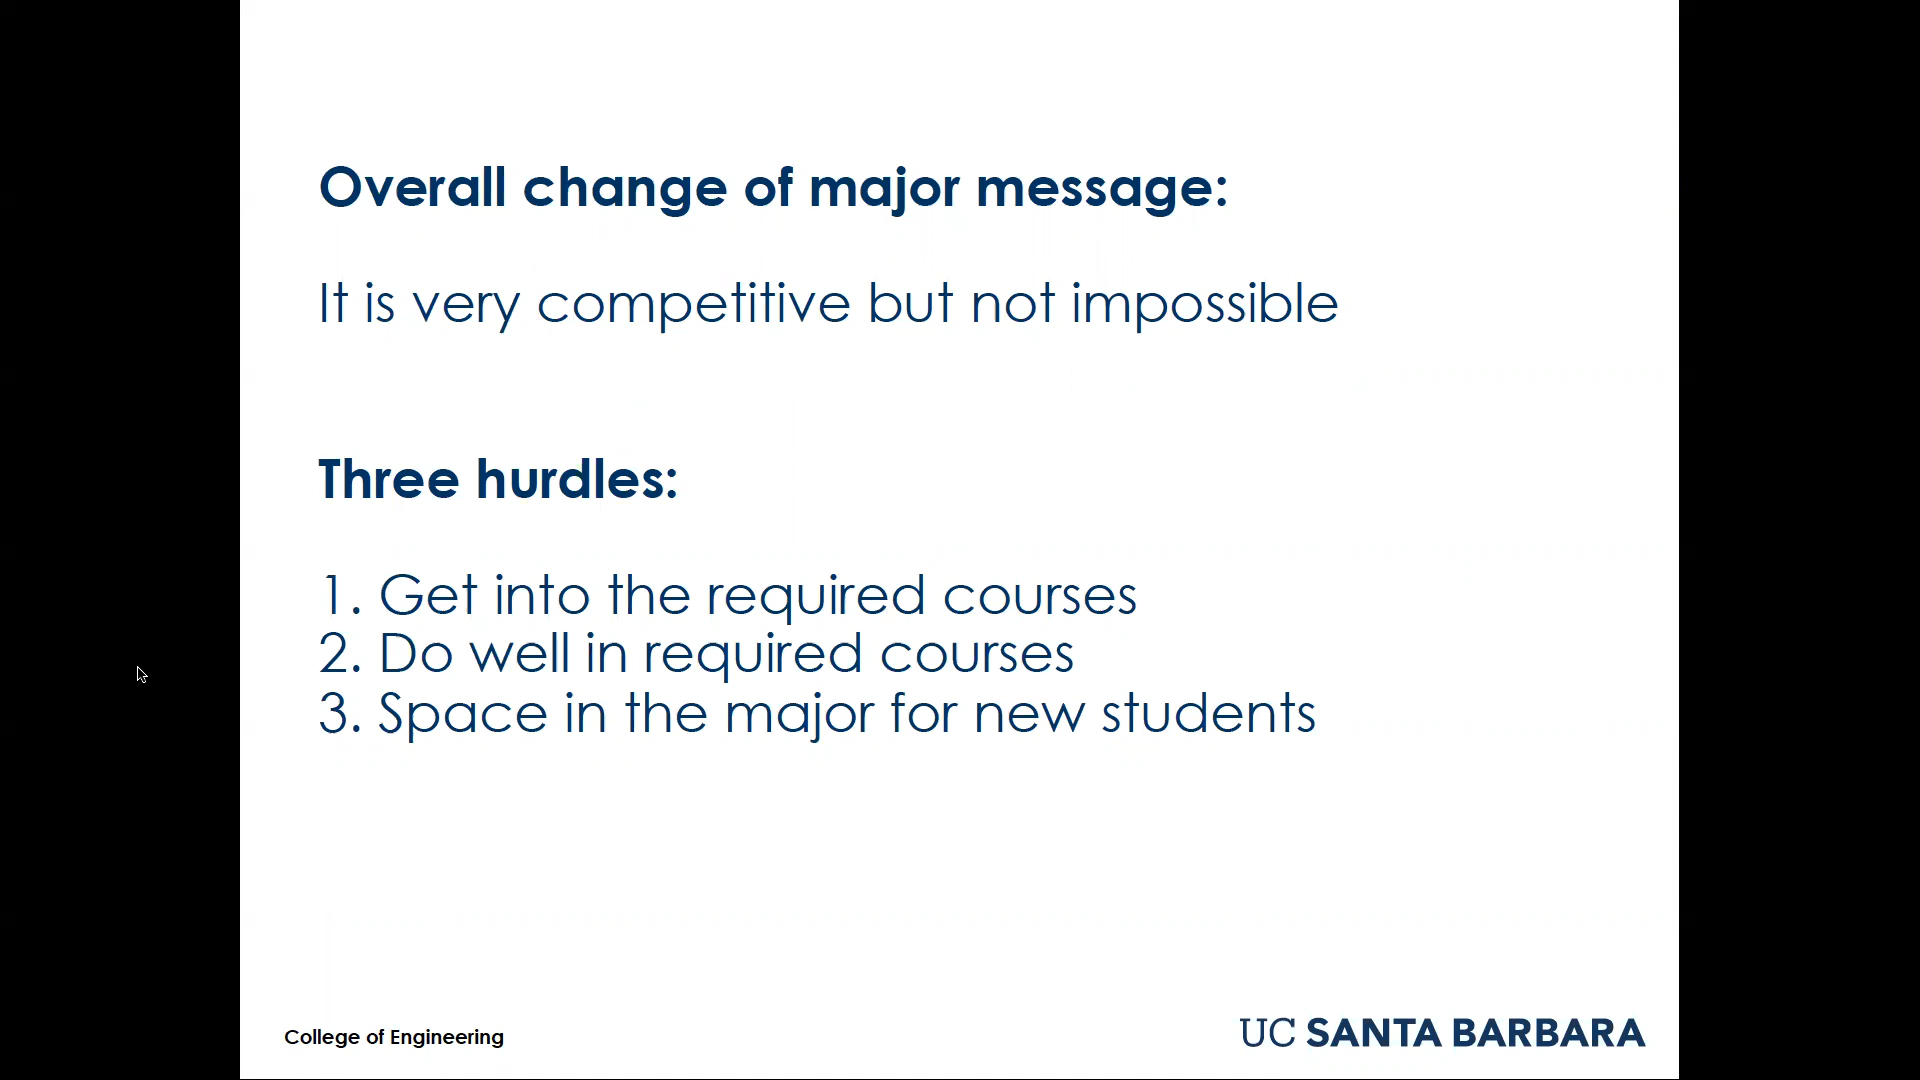 Overall change of major message:
It is very competitive but not impossible
Three hurdles:
1. Get into the required courses
2. Do well in required courses
3. Space in the major for new students
College of Engineering
UC SANTA BARBARA